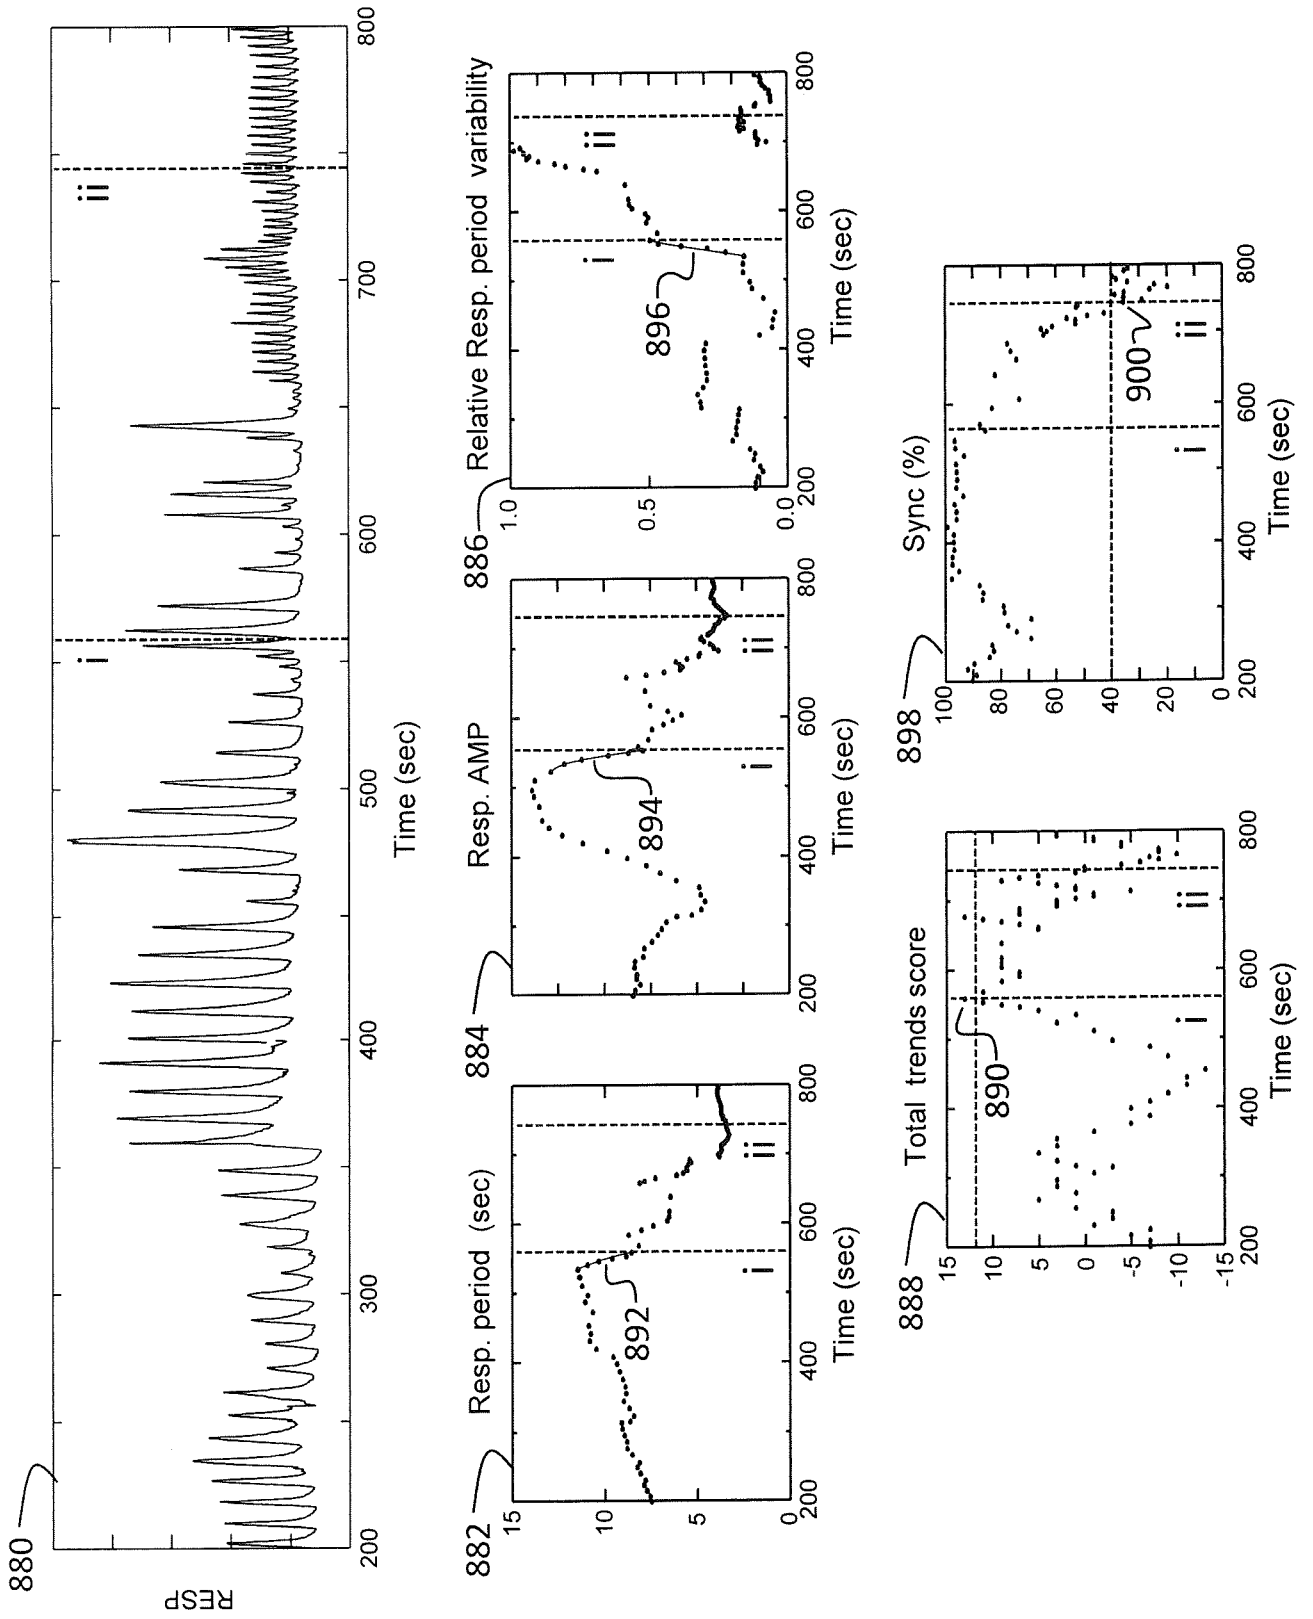 880
RESP
i
ii
200 300 400 500 600 700 800
Time (sec)
882
Resp. period (sec)
15
10
5
0
892
i
ii
200 400 600 800
Time (sec)
884
Resp. AMP
894
i
ii
200 400 600 800
Time (sec)
886
Relative Resp. period variability
1.0
0.5
0.0
896
i
ii
200 400 600 800
Time (sec)
888
Total trends score
15
10
5
0
-5
-10
-15
890
i
ii
200 400 600 800
Time (sec)
898
Sync (%)
100
80
60
40
20
0
900
i
ii
200 400 600 800
Time (sec)